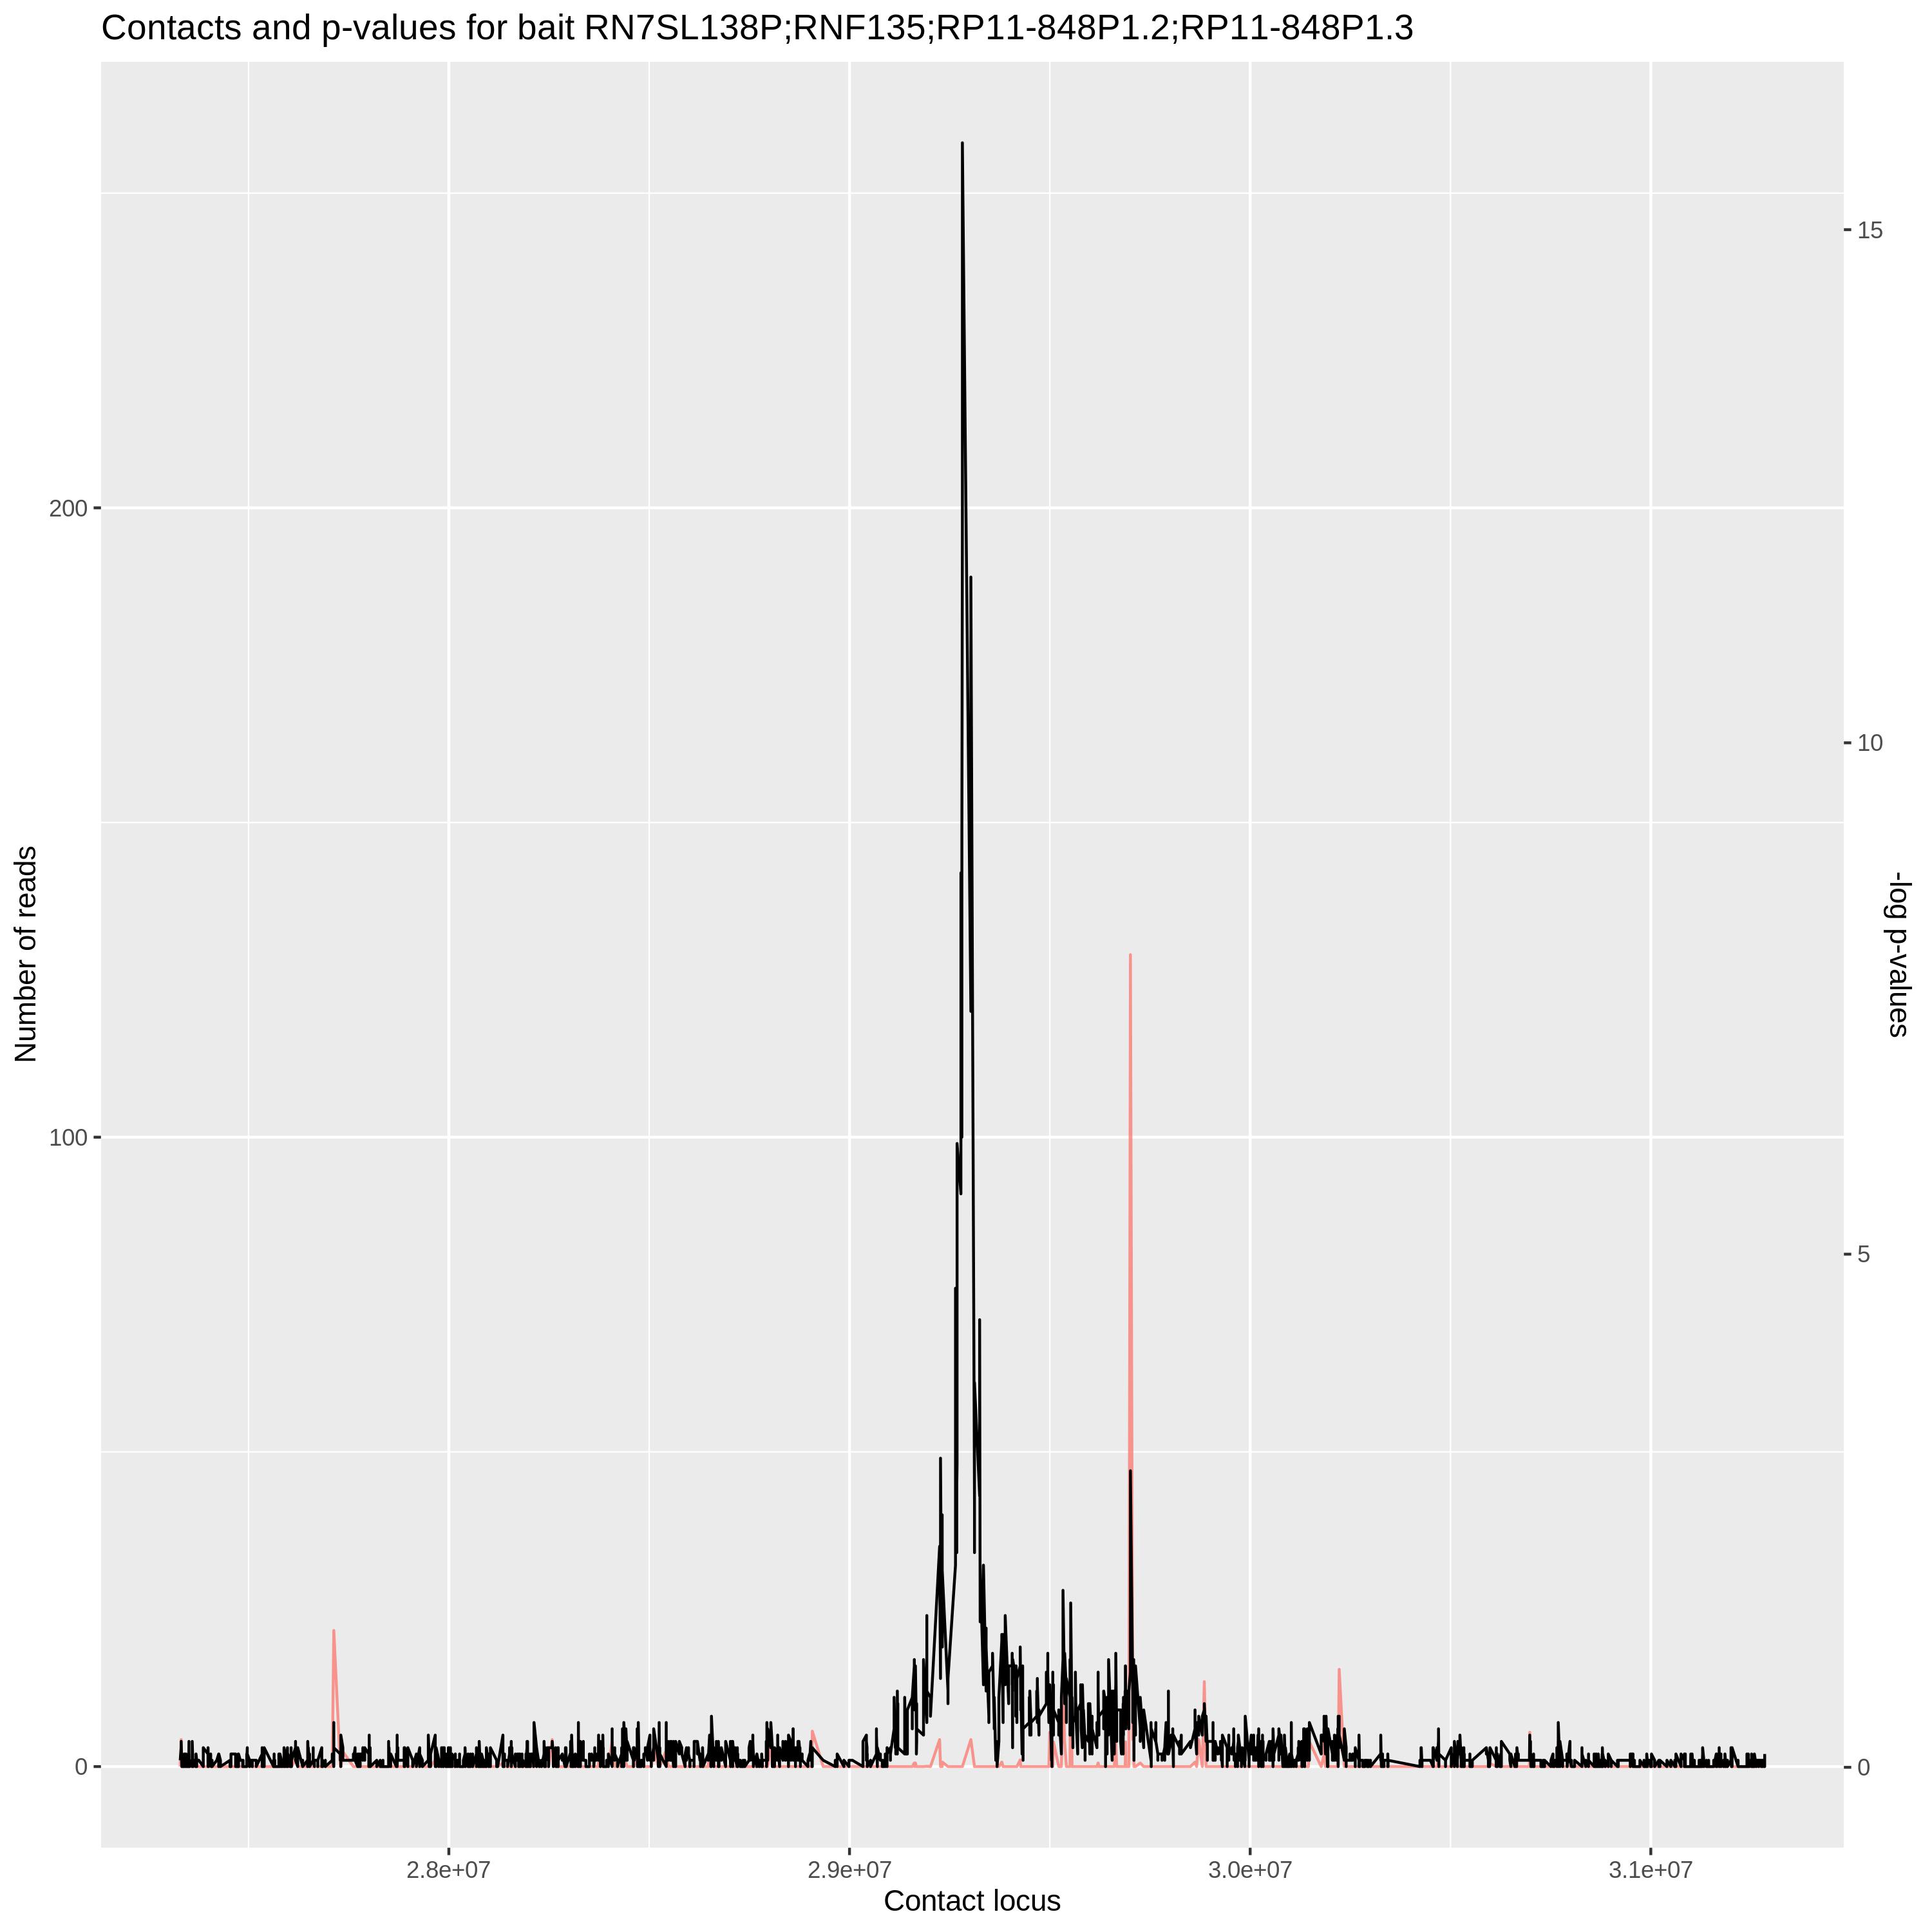 Contacts and p-values for bait RN7SL138P;RNF135;RP11-848P1.2;RP11-848P1.3
Number of reads
200
100
0
15
10
5
0
-log p-values
2.8e+07
2.9e+07
3.0e+07
3.1e+07
Contact locus